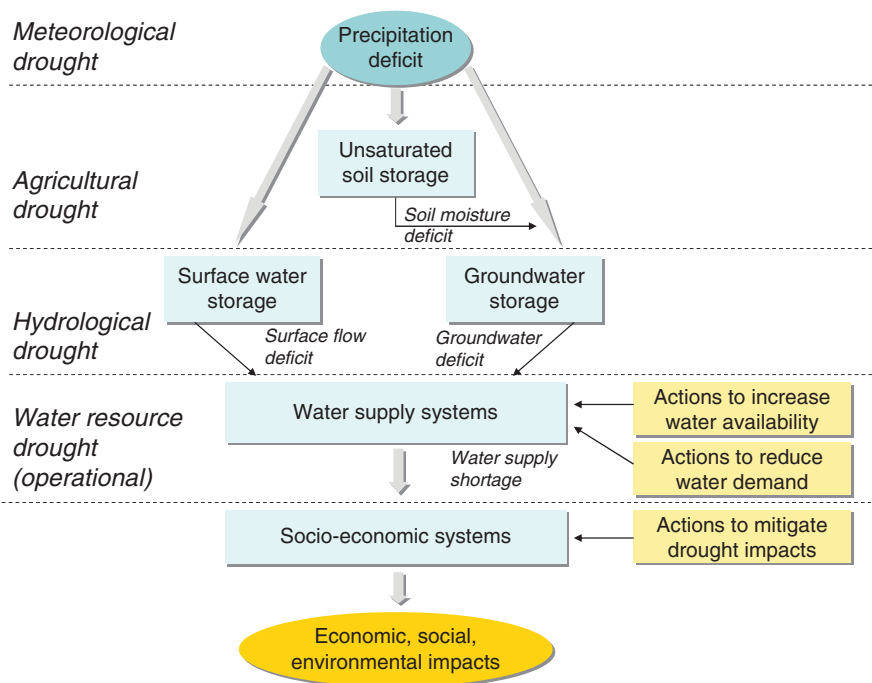 Meteorological
drought
Precipitation
deficit
Agricultural
drought
Unsaturated
soil storage
Soil moisture
deficit
Surface water
storage
Groundwater
storage
Hydrological
drought
Surface flow
deficit
Groundwater
deficit
Water resource
drought
(operational)
Water supply systems
Actions to increase
water availability
Water supply
shortage
Actions to reduce
water demand
Socio-economic systems
Actions to mitigate
drought impacts
Economic, social,
environmental impacts